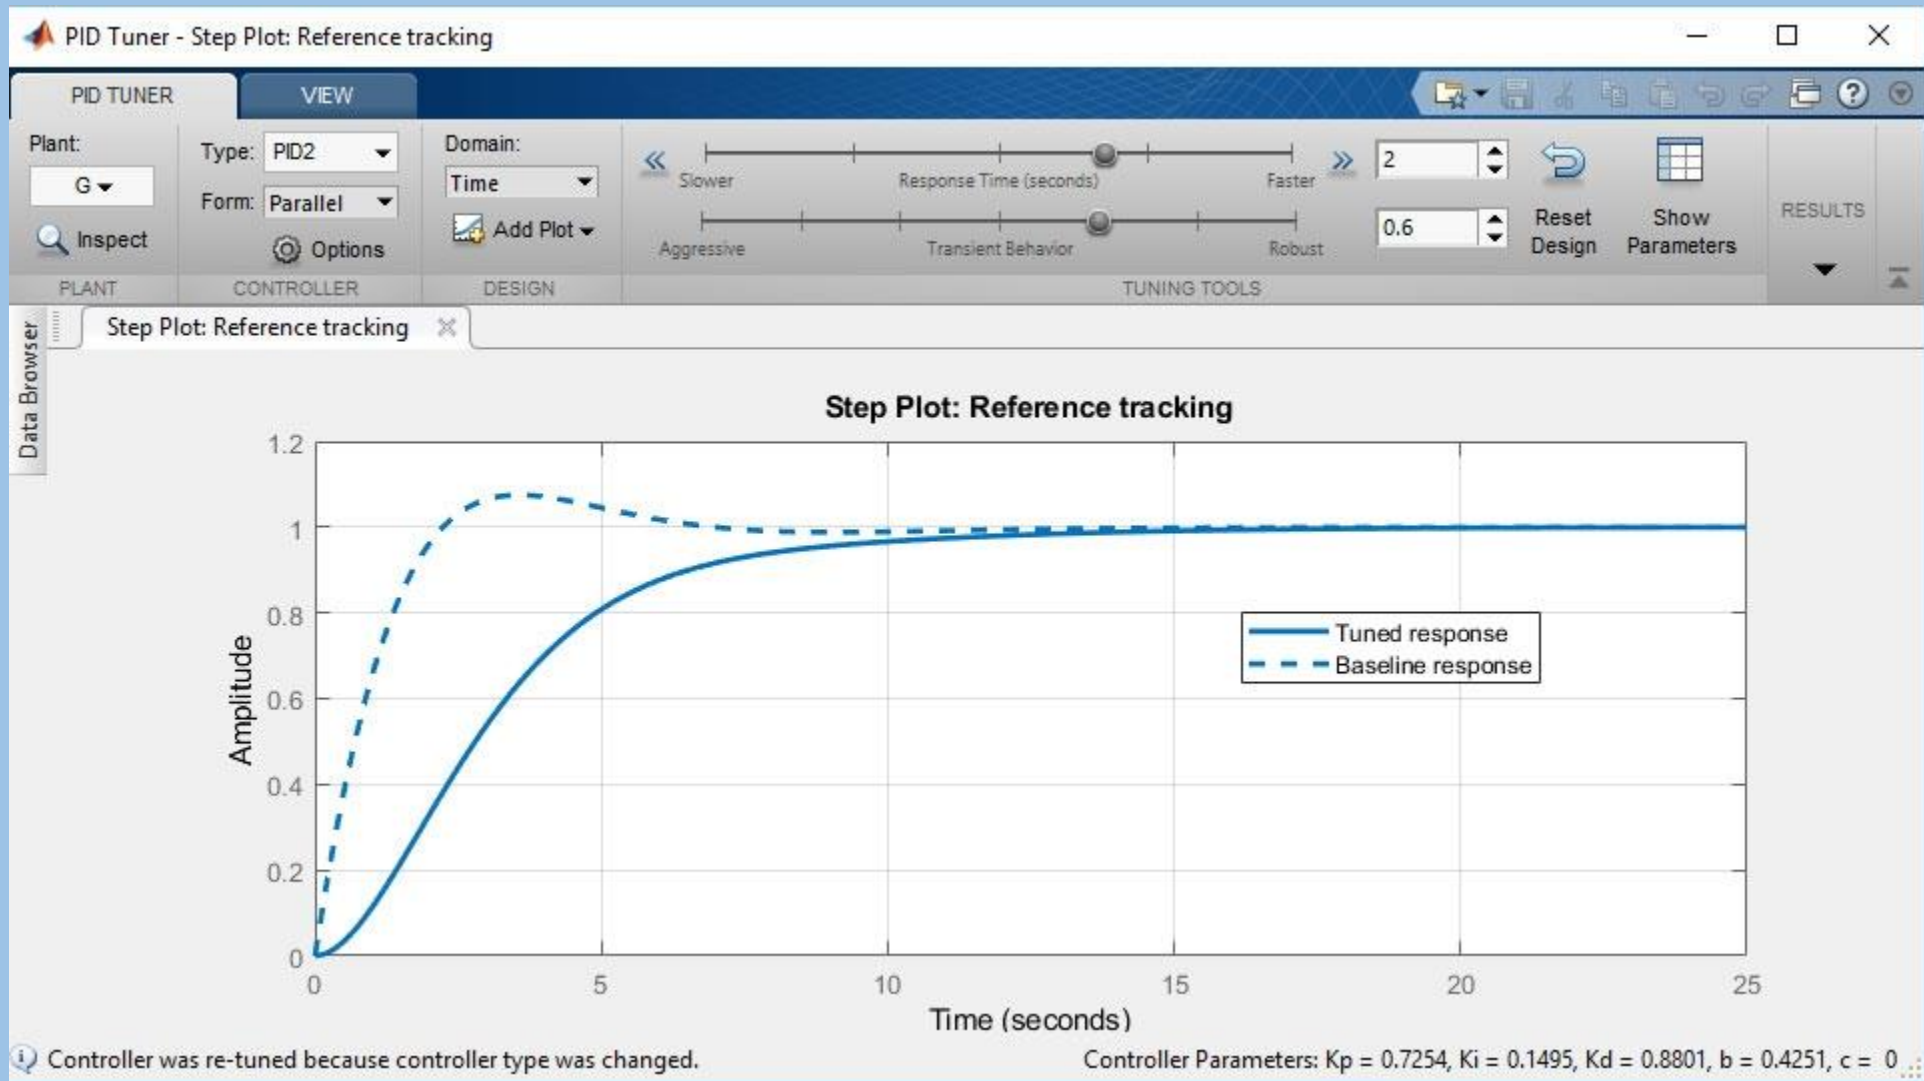 PID Tuner - Step Plot: Reference tracking
PID TUNER
VIEW
Plant:
G
Inspect
PLANT
Type: PID2
Form: Parallel
Options
CONTROLLER
Domain:
Time
Add Plot
DESIGN
Slower Response Time (seconds) Faster
2
Aggressive Transient Behavior Robust
0.6
Reset
Design
Show
Parameters
TUNING TOOLS
RESULTS
Data Browser
Step Plot: Reference tracking
Step Plot: Reference tracking
1.2
1
0.8
0.6
0.4
0.2
0
Amplitude
Tuned response
Baseline response
0 5 10 15 20 25
Time (seconds)
Controller was re-tuned because controller type was changed.
Controller Parameters: Kp = 0.7254, Ki = 0.1495, Kd = 0.8801, b = 0.4251, c = 0